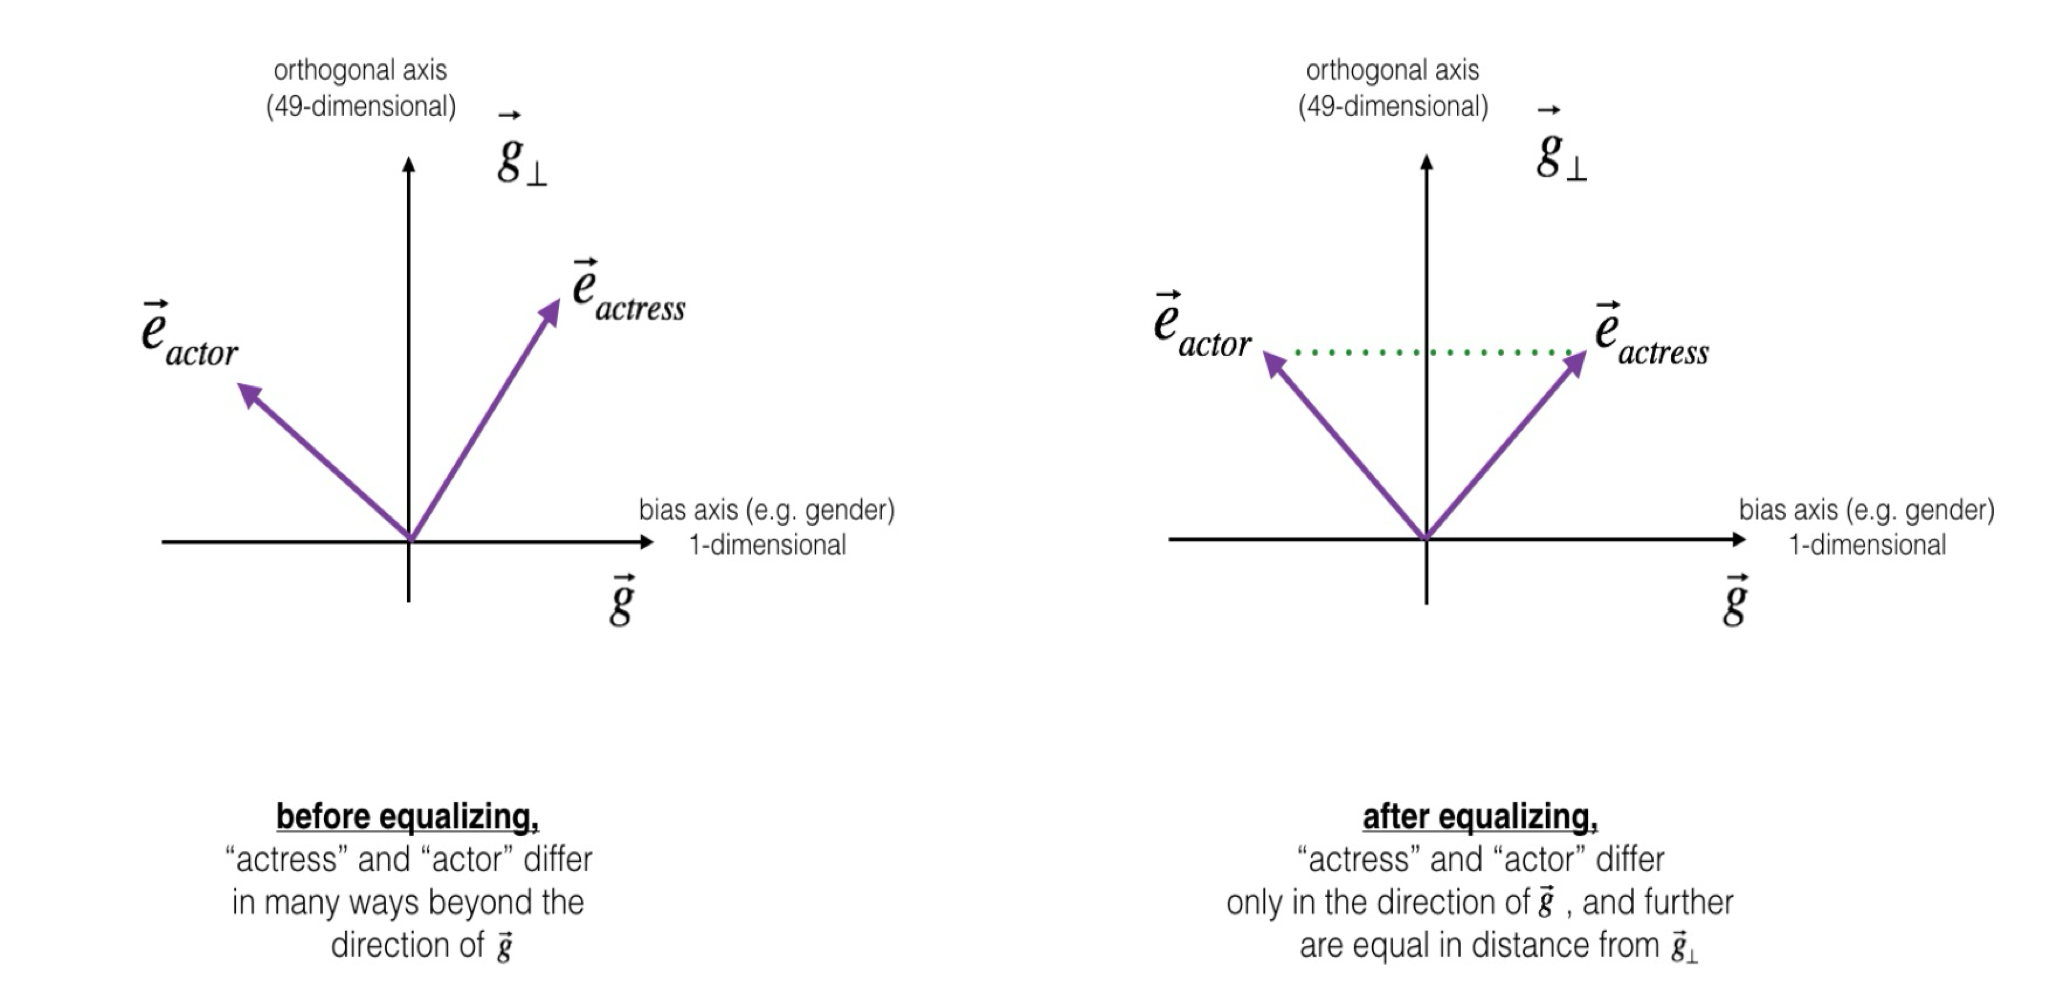 orthogonal axis
(49-dimensional)
g⃗⊥
e⃗actress
e⃗actor
bias axis (e.g. gender)
1-dimensional
g⃗
before equalizing,
“actress” and “actor” differ
in many ways beyond the
direction of g⃗
orthogonal axis
(49-dimensional)
g⃗⊥
e⃗actor
e⃗actress
bias axis (e.g. gender)
1-dimensional
g⃗
after equalizing,
“actress” and “actor” differ
only in the direction of g⃗ , and further
are equal in distance from g⃗⊥